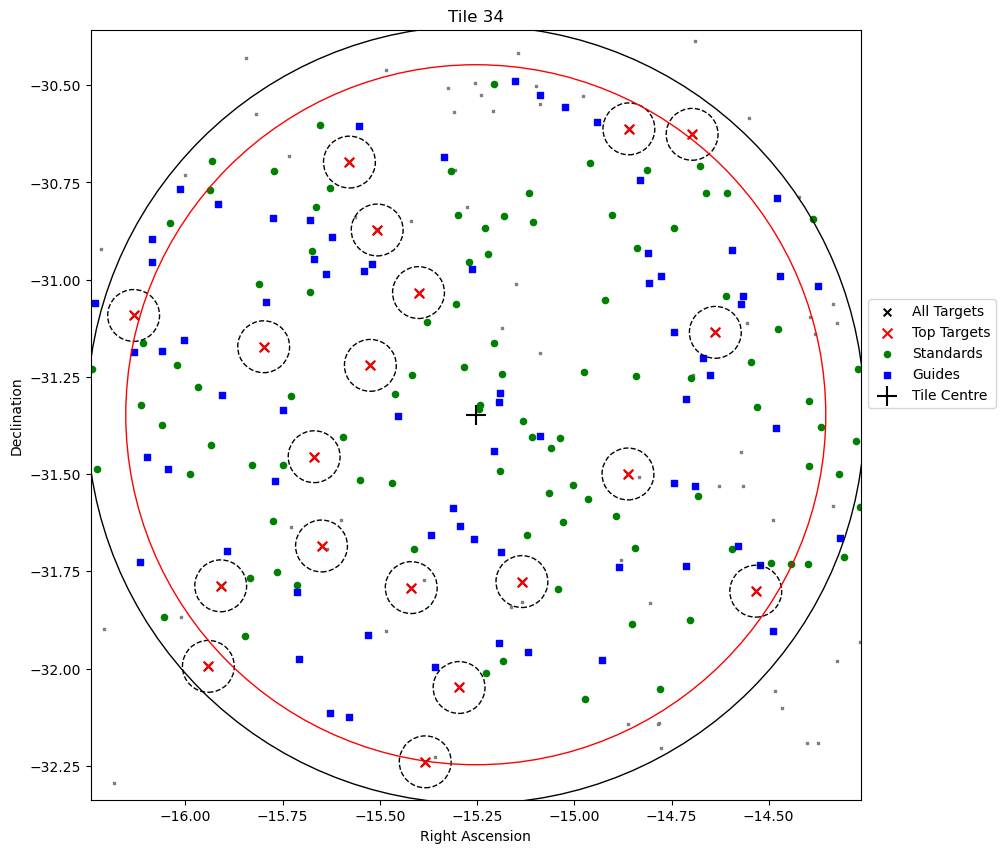 Tile 34
−30.50
−30.75
−31.00
−31.25
−31.50
−31.75
−32.00
−32.25
Declination
−16.00
−15.75
−15.50
−15.25
−15.00
−14.75
−14.50
Right Ascension
All Targets
Top Targets
Standards
Guides
Tile Centre